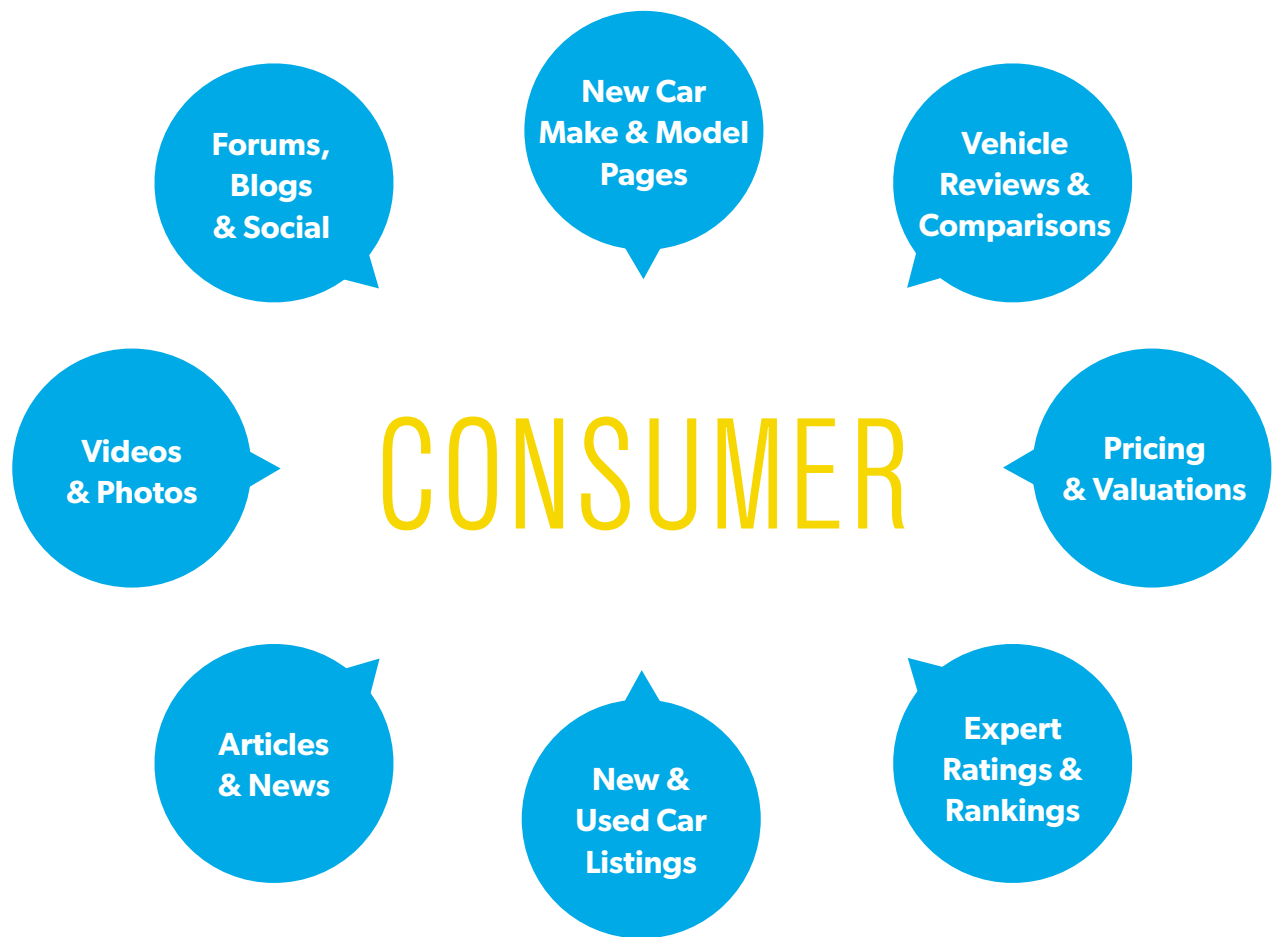 New Car
Make & Model
Pages
Forums,
Blogs
& Social
Vehicle
Reviews &
Comparisons
Videos
& Photos
CONSUMER
Pricing
& Valuations
Articles
& News
New &
Used Car
Listings
Expert
Ratings &
Rankings